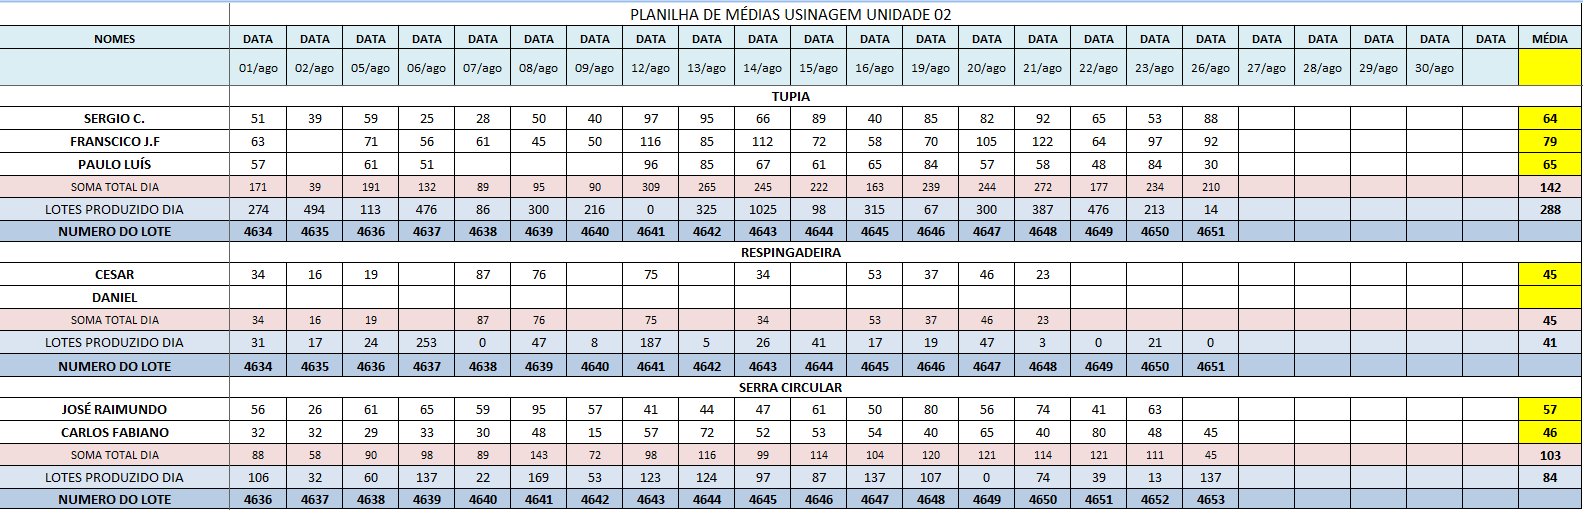 PLANILHA DE MÉDIAS USINAGEM UNIDADE 02
NOMES DATA DATA DATA DATA DATA DATA DATA DATA DATA DATA DATA DATA DATA DATA DATA DATA DATA DATA DATA DATA DATA DATA DATA MÉDIA
01/ago 02/ago 05/ago 06/ago 07/ago 08/ago 09/ago 12/ago 13/ago 14/ago 15/ago 16/ago 19/ago 20/ago 21/ago 22/ago 23/ago 26/ago 27/ago 28/ago 29/ago 30/ago
TUPIA
SERGIO C. 51 39 59 25 28 50 40 97 95 66 89 40 85 82 92 65 53 88 64
FRANSCICO J.F 63 71 56 61 45 50 116 85 112 72 58 70 105 122 64 97 92 79
PAULO LUÍS 57 61 51 96 85 67 61 65 84 57 58 48 84 30 65
SOMA TOTAL DIA 171 39 191 132 89 95 90 309 265 245 222 163 239 244 272 177 234 210 142
LOTES PRODUZIDO DIA 274 494 113 476 86 300 216 0 325 1025 98 315 67 300 387 476 213 14 288
NUMERO DO LOTE 4634 4635 4636 4637 4638 4639 4640 4641 4642 4643 4644 4645 4646 4647 4648 4649 4650 4651
RESPINGADEIRA
CESAR 34 16 19 87 76 75 34 53 37 46 23 45
DANIEL
SOMA TOTAL DIA 34 16 19 87 76 75 34 53 37 46 23 45
LOTES PRODUZIDO DIA 31 17 24 253 0 47 8 187 5 26 41 17 19 47 3 0 21 0 41
NUMERO DO LOTE 4634 4635 4636 4637 4638 4639 4640 4641 4642 4643 4644 4645 4646 4647 4648 4649 4650 4651
SERRA CIRCULAR
JOSÉ RAIMUNDO 56 26 61 65 59 95 57 41 44 47 61 50 80 56 74 41 63 57
CARLOS FABIANO 32 32 29 33 30 48 15 57 72 52 53 54 40 65 40 80 48 45 46
SOMA TOTAL DIA 88 58 90 98 89 143 72 98 116 99 114 104 120 121 114 121 111 45 103
LOTES PRODUZIDO DIA 106 32 60 137 22 169 53 123 124 97 87 137 107 0 74 39 13 137 84
NUMERO DO LOTE 4636 4637 4638 4639 4640 4641 4642 4643 4644 4645 4646 4647 4648 4649 4650 4651 4652 4653